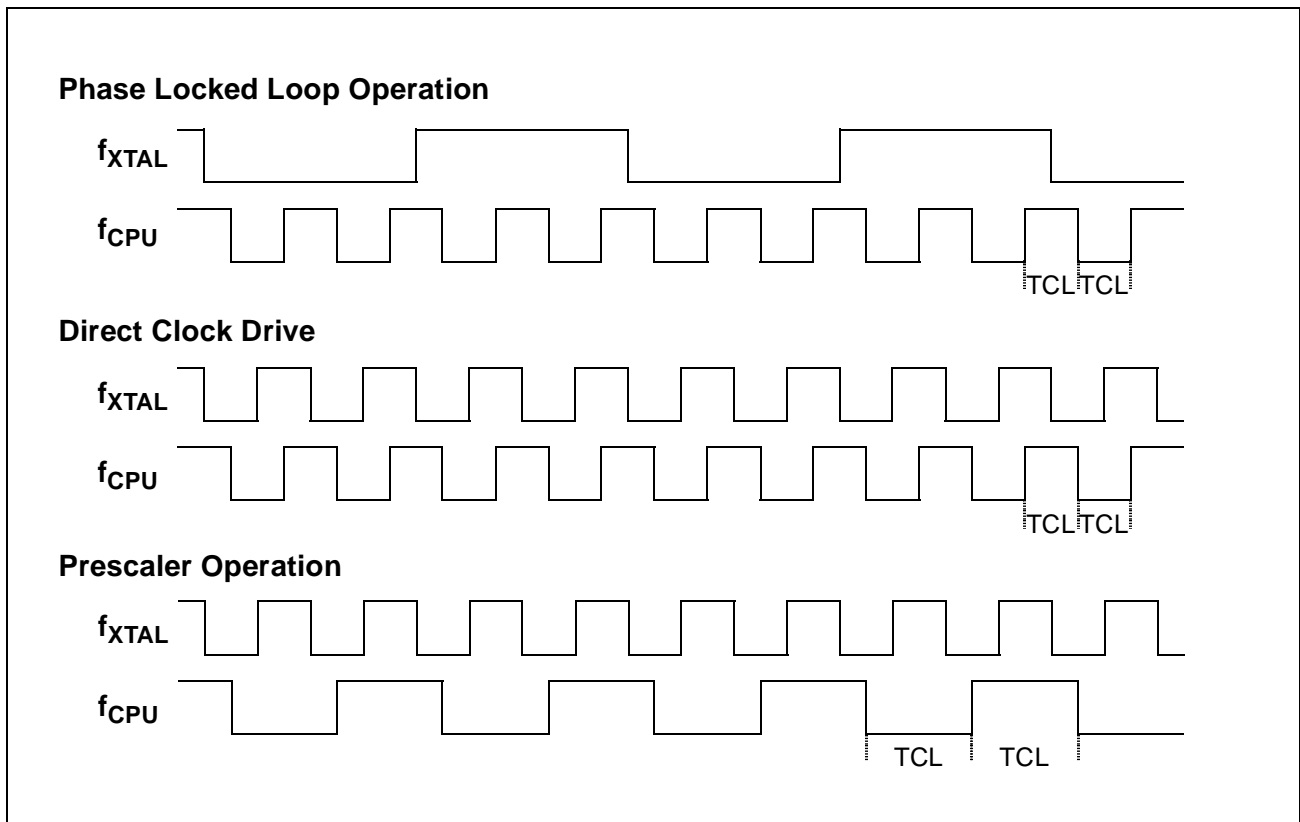 Phase Locked Loop Operation
fXTAL
fCPU
TCL TCL
Direct Clock Drive
fXTAL
fCPU
TCL TCL
Prescaler Operation
fXTAL
fCPU
TCL TCL